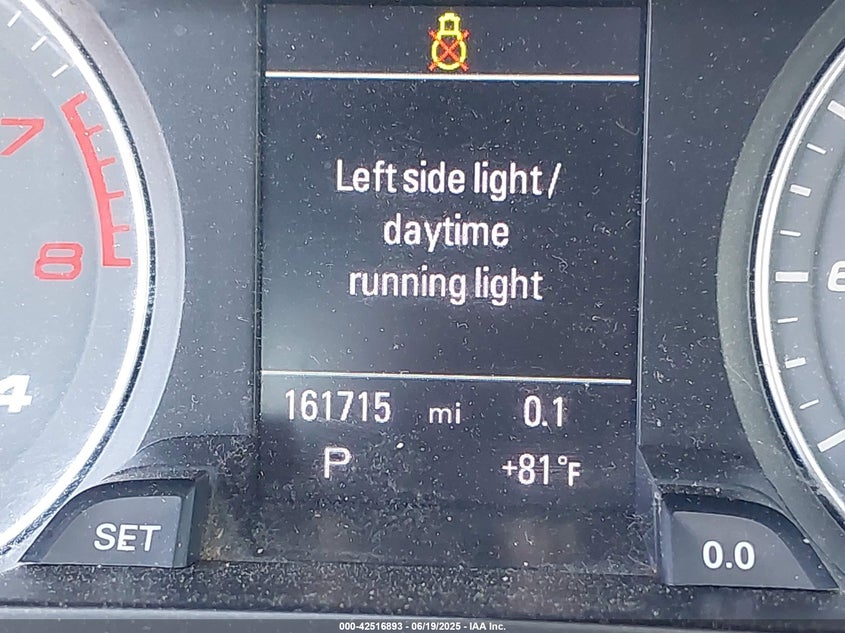 7
8
4
Left side light/
daytime
running light
161715 mi 0.1
P +81°F
SET
0.0
000-42516893 - 06/19/2025 - IAA Inc.